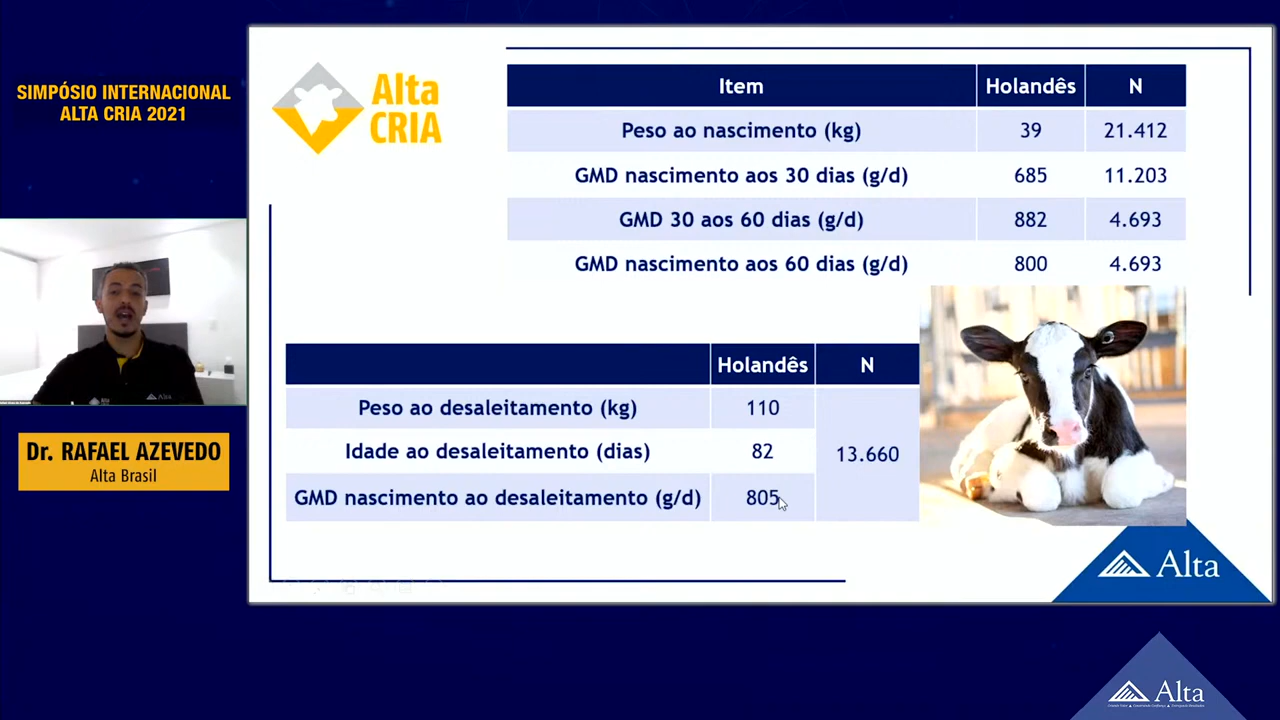 SIMPÓSIO INTERNACIONAL
ALTA CRIA 2021
Dr. RAFAEL AZEVEDO
Alta Brasil
Alta
CRIA
Item Holandês N
Peso ao nascimento (kg) 39 21.412
GMD nascimento aos 30 dias (g/d) 685 11.203
GMD 30 aos 60 dias (g/d) 882 4.693
GMD nascimento aos 60 dias (g/d) 800 4.693
Holandês N
Peso ao desaleitamento (kg) 110
Idade ao desaleitamento (dias) 82 13.660
GMD nascimento ao desaleitamento (g/d) 805
Alta
Alta